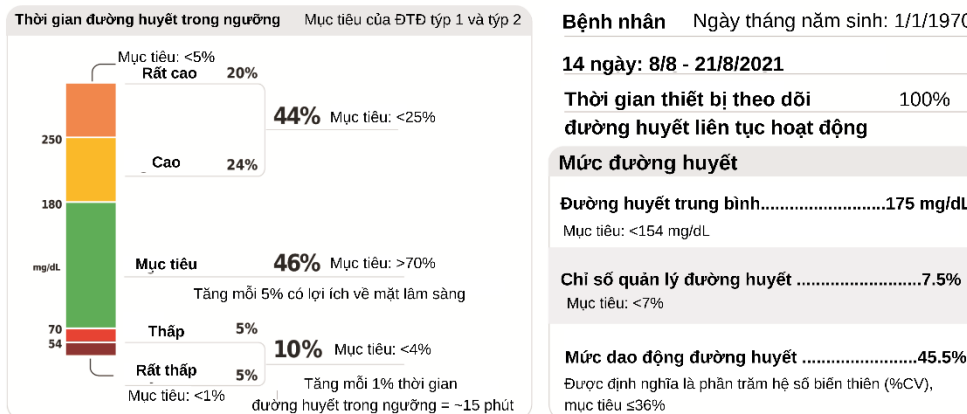 Thời gian đường huyết trong ngưỡng Mục tiêu của ĐTĐ týp 1 và týp 2
Mục tiêu: <5%
Rất cao 20%
44% Mục tiêu: <25%
250
Cao 24%
180
mg/dL
Mục tiêu 46% Mục tiêu: >70%
Tăng mỗi 5% có lợi ích về mặt lâm sàng
70
Thấp 5%
54
10% Mục tiêu: <4%
Rất thấp 5%
Mục tiêu: <1%
Tăng mỗi 1% thời gian
đường huyết trong ngưỡng = ~15 phút
Bệnh nhân Ngày tháng năm sinh: 1/1/1970
14 ngày: 8/8 - 21/8/2021
Thời gian thiết bị theo dõi 100%
đường huyết liên tục hoạt động
Mức đường huyết
Đường huyết trung bình..........................175 mg/dL
Mục tiêu: <154 mg/dL
Chỉ số quản lý đường huyết ..........................7.5%
Mục tiêu: <7%
Mức dao động đường huyết ........................45.5%
Được định nghĩa là phần trăm hệ số biến thiên (%CV),
mục tiêu ≤36%